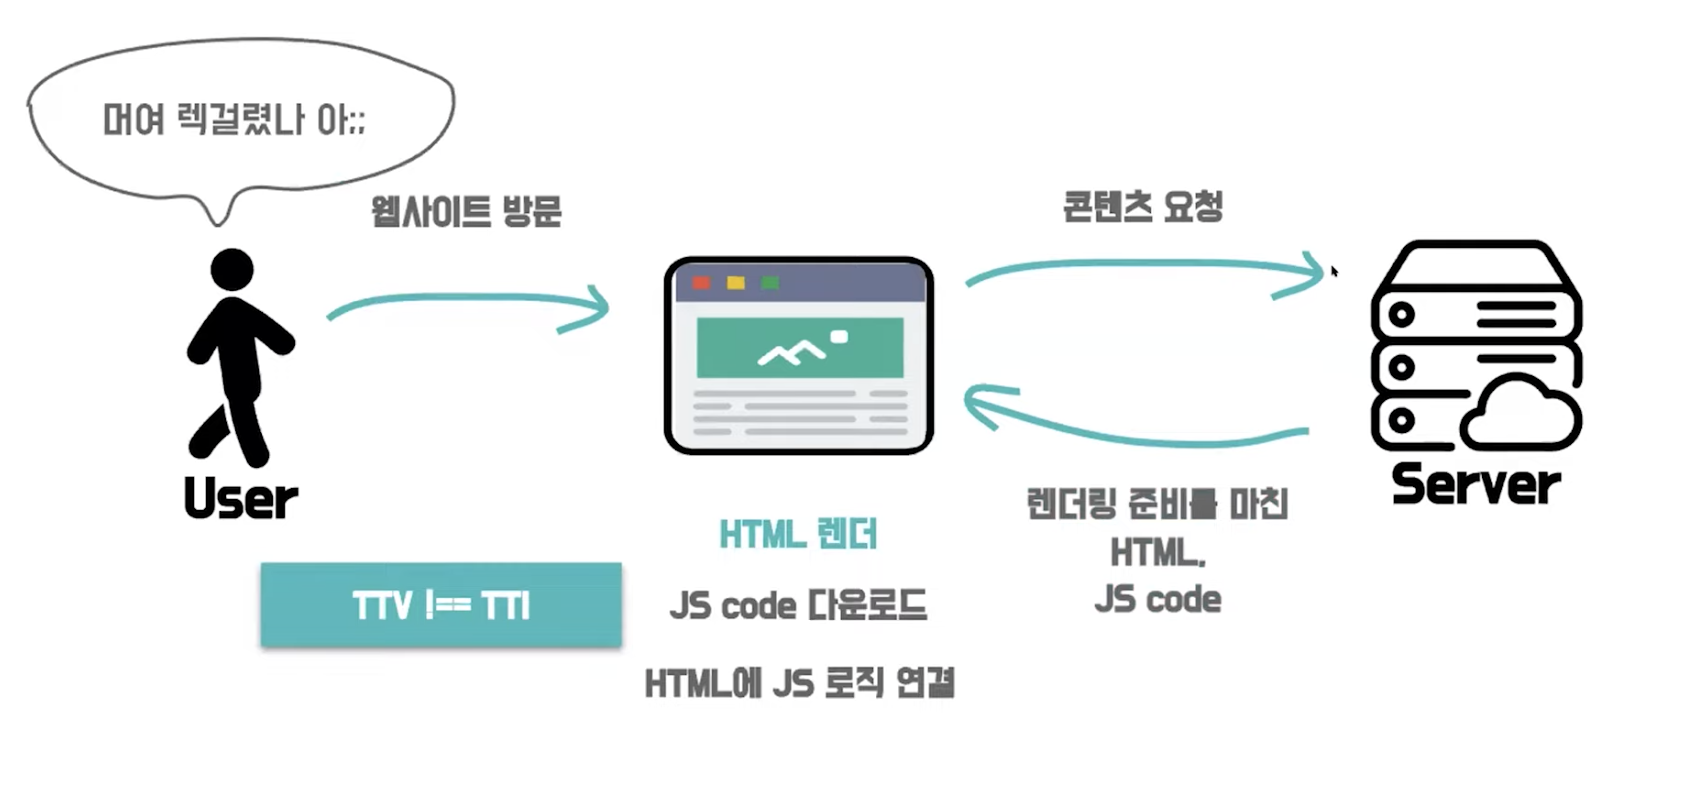 머여 렉걸렸나 아;;
웹사이트 방문
콘텐츠 요청
User
Server
HTML 렌더
JS code 다운로드
HTML에 JS 로직 연결
렌더링 준비를 마친
HTML,
JS code
TTV !== TTI